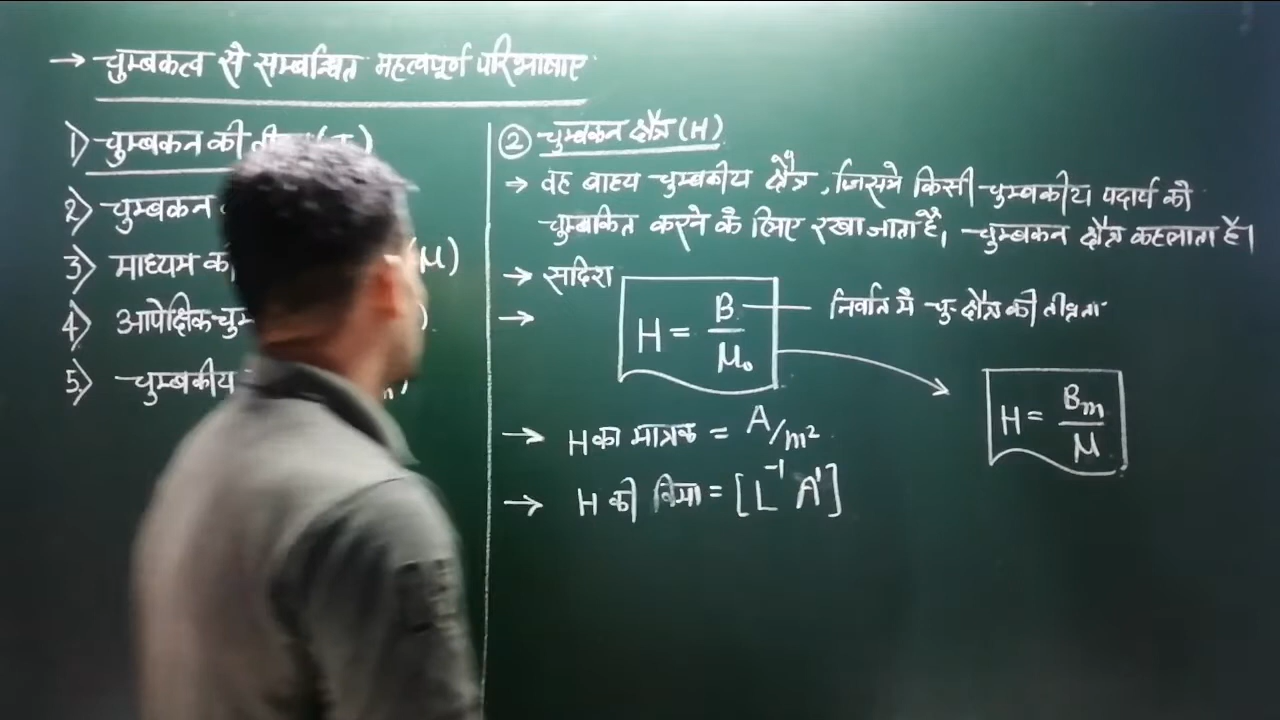 → चुम्बकत्व से सम्बन्धित महत्वपूर्ण परिभाषाए
1) चुम्बकन की
2) चुम्बकन
3) माध्यम की μ)
4) आपेक्षिक चुम्
5) चुम्बकीय
② चुम्बकन क्षेत्र (H)
→ वह बाह्य चुम्बकीय क्षेत्र, जिसमे किसी चुम्बकीय पदार्थ को
चुम्बकित करने के लिए रखा जाता है। चुम्बकन क्षेत्र कहलाता है।
→ सदिश
→ H = B/μ₀ — निर्वात मे चु॰ क्षेत्र की तीव्रता
H = Bm/μ
→ H का मात्रक = A/m²
→ H की विमा = [L⁻¹ A¹]